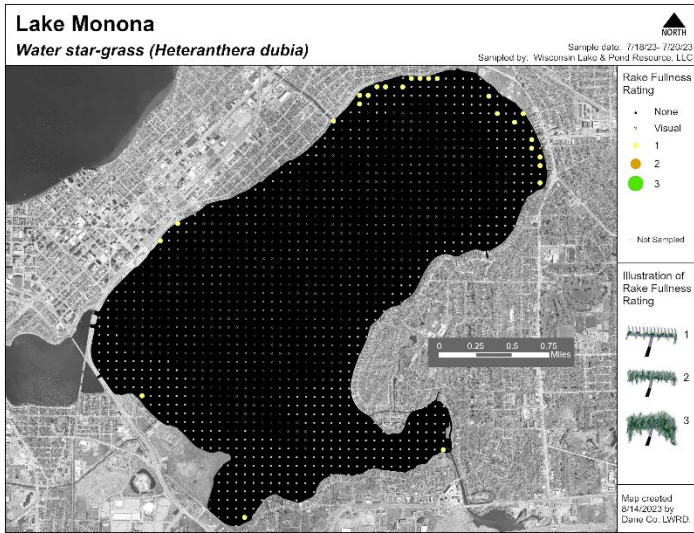 Lake Monona
Water star-grass (Heteranthera dubia)
NORTH
Sample date: 7/18/23- 7/20/23
Sampled by: Wisconsin Lake & Pond Resource, LLC
Rake Fullness
Rating
None
Visual
1
2
3
Not Sampled
Illustration of
Rake Fullness
Rating
1
2
3
0 0.25 0.5 0.75
Miles
Map created
8/14/2023 by
Dane Co. LWRD.